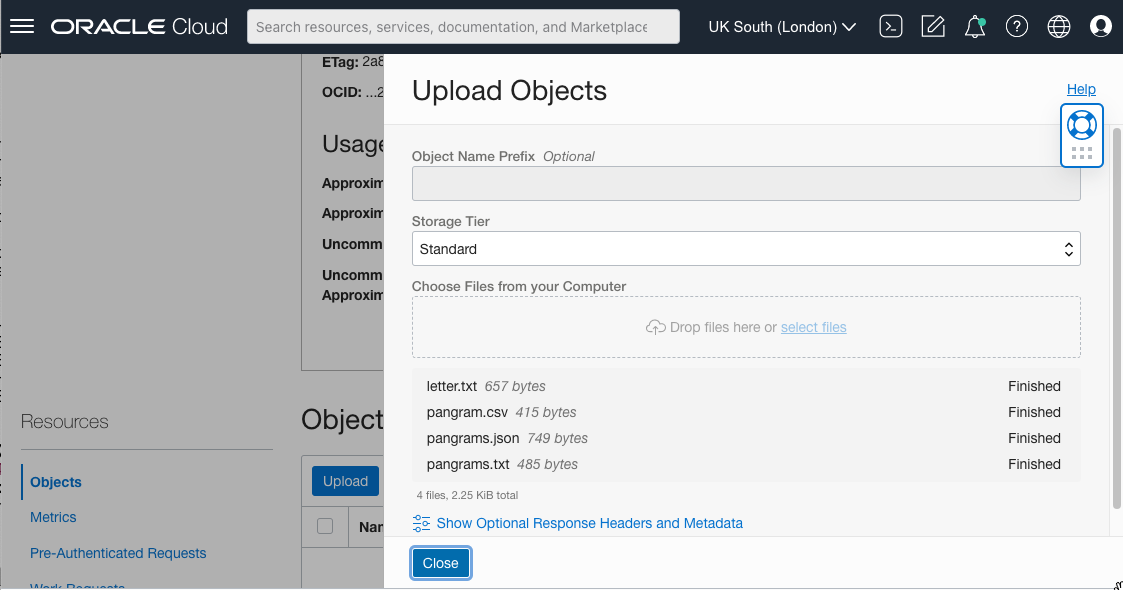 ORACLE Cloud
Search resources, services, documentation, and Marketplace
UK South (London)
ETag: 2a8
OCID: ...2
Usage
Approxim
Approxim
Uncomm
Uncomm
Approxim
Resources
Objects
Metrics
Pre-Authenticated Requests
Work Requests
Object
Upload
Nam
Upload Objects
Help
Object Name Prefix Optional
Storage Tier
Standard
Choose Files from your Computer
Drop files here or select files
letter.txt 657 bytes Finished
pangram.csv 415 bytes Finished
pangrams.json 749 bytes Finished
pangrams.txt 485 bytes Finished
4 files, 2.25 KiB total
Show Optional Response Headers and Metadata
Close